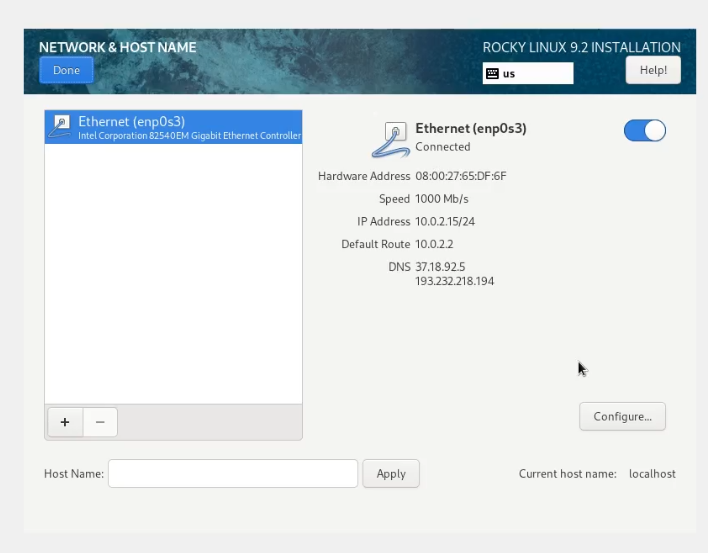 NETWORK & HOST NAME
ROCKY LINUX 9.2 INSTALLATION
Done
us
Help!
Ethernet (enp0s3)
Intel Corporation 82540EM Gigabit Ethernet Controller
Ethernet (enp0s3)
Connected
Hardware Address 08:00:27:65:DF:6F
Speed 1000 Mb/s
IP Address 10.0.2.15/24
Default Route 10.0.2.2
DNS 37.18.92.5
193.232.218.194
+ −
Configure...
Host Name:
Apply
Current host name: localhost